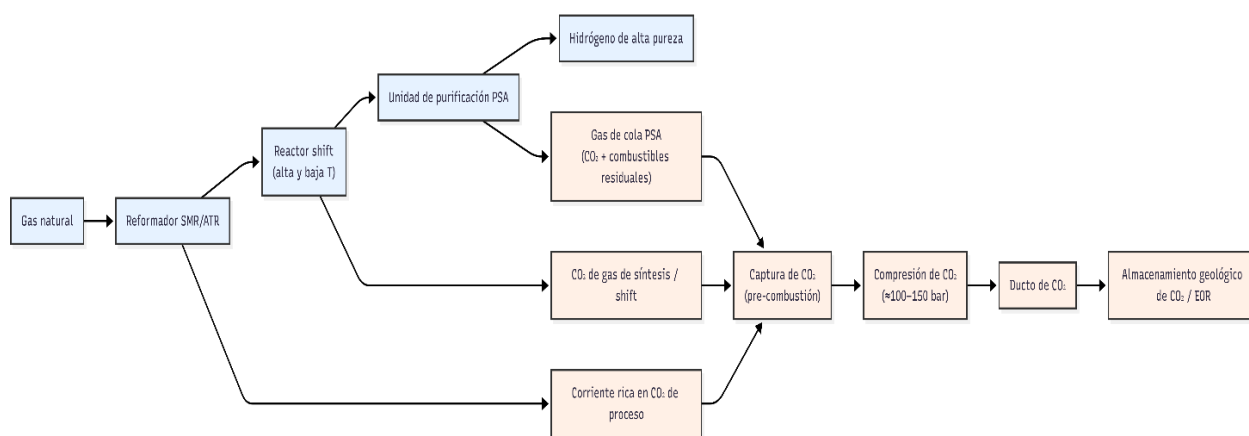 Hidrógeno de alta pureza
Unidad de purificación PSA
Gas de cola PSA
(CO₂ + combustibles
residuales)
Reactor shift
(alta y baja T)
Gas natural
Reformador SMR/ATR
CO₂ de gas de síntesis /
shift
Captura de CO₂
(pre-combustión)
Compresión de CO₂
(≈100–150 bar)
Ducto de CO₂
Almacenamiento geológico
de CO₂ / EOR
Corriente rica en CO₂ de
proceso